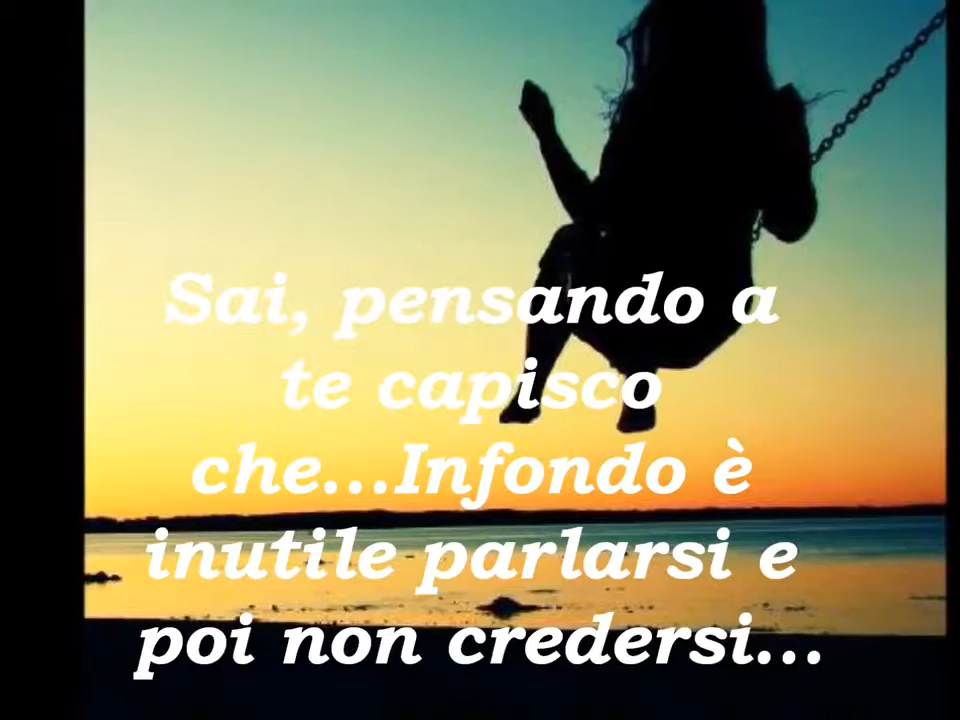 Sai, pensando a
te capisco
che...Infondo è
inutile parlarsi e
poi non credersi...